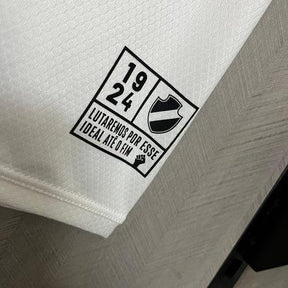 19
24
LUTAREMOS POR ESSE
IDEAL ATÉ O FIM